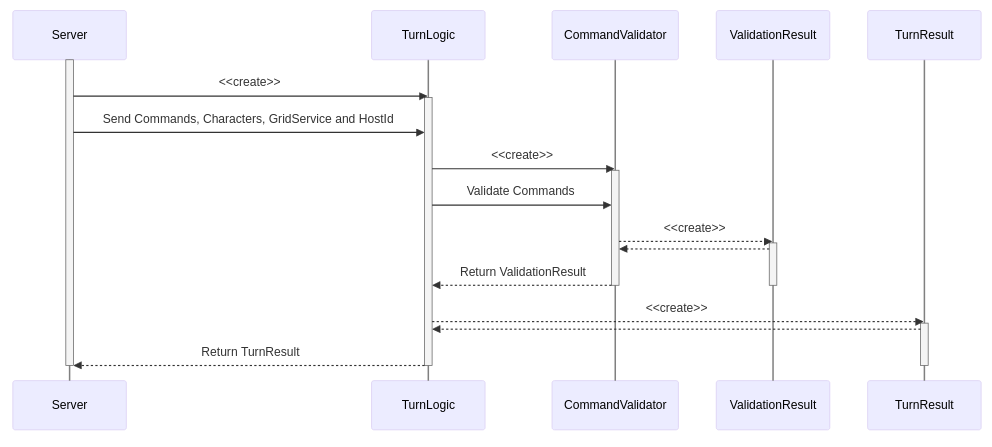 Server
TurnLogic
CommandValidator
ValidationResult
TurnResult
<<create>>
Send Commands, Characters, GridService and HostId
<<create>>
Validate Commands
<<create>>
Return ValidationResult
<<create>>
Return TurnResult
Server
TurnLogic
CommandValidator
ValidationResult
TurnResult